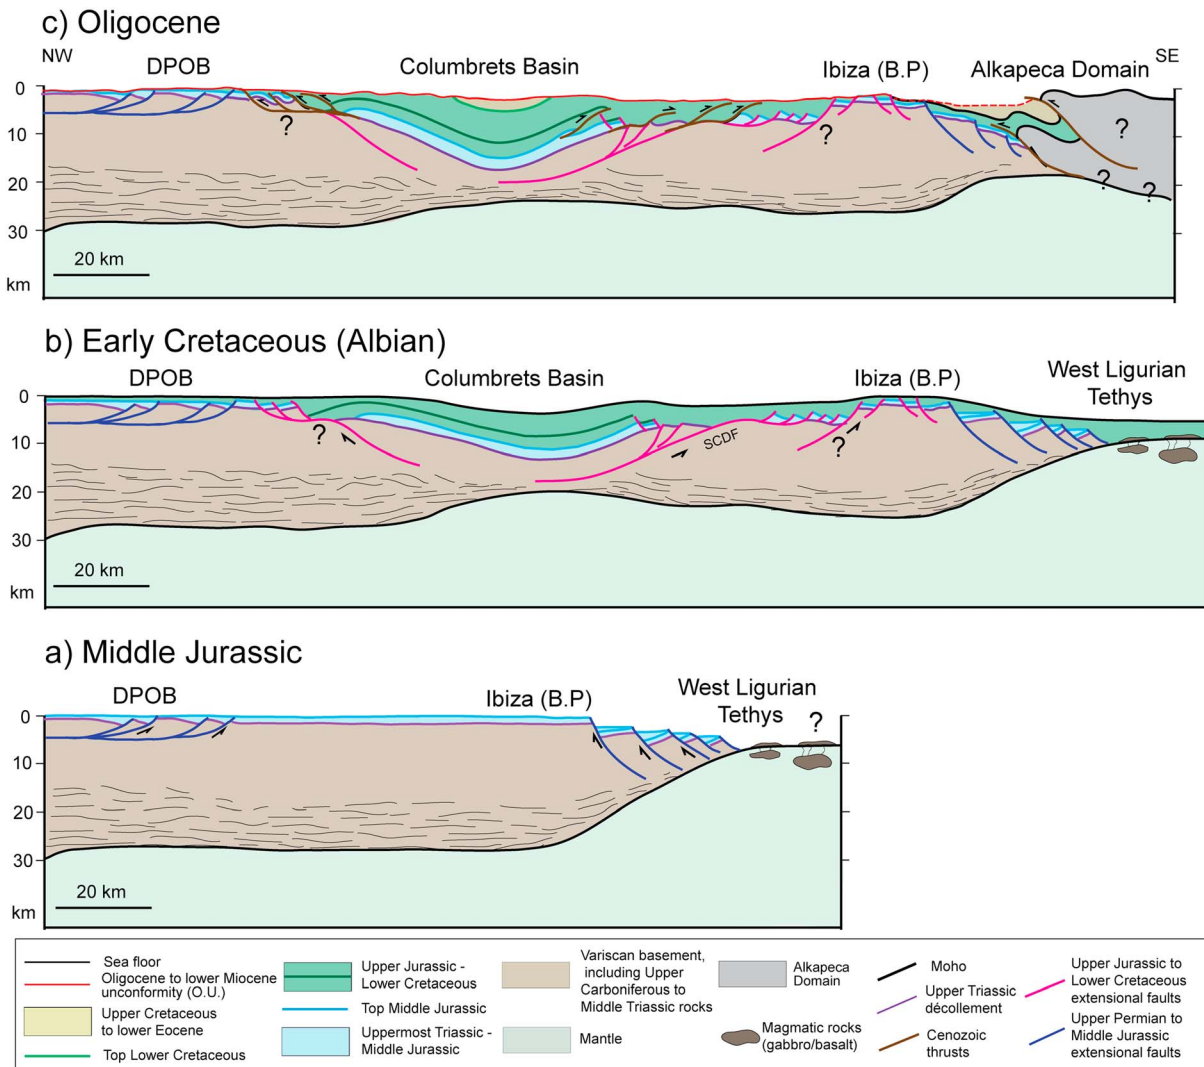 c) Oligocene
NW
DPOB
Columbrets Basin
Ibiza (B.P)
Alkapeca Domain
SE
0
10
20
30
km
?
?
?
?
?
20 km
b) Early Cretaceous (Albian)
DPOB
Columbrets Basin
Ibiza (B.P)
West Ligurian
Tethys
0
10
20
30
km
?
SCDF
?
20 km
a) Middle Jurassic
DPOB
Ibiza (B.P)
West Ligurian
Tethys
?
0
10
20
30
km
20 km
Sea floor
Oligocene to lower Miocene
unconformity (O.U.)
Upper Cretaceous
to lower Eocene
Top Lower Cretaceous
Upper Jurassic -
Lower Cretaceous
Top Middle Jurassic
Uppermost Triassic -
Middle Jurassic
Variscan basement,
including Upper
Carboniferous to
Middle Triassic rocks
Mantle
Alkapeca
Domain
Magmatic rocks
(gabbro/basalt)
Moho
Upper Triassic
décollement
Cenozoic
thrusts
Upper Jurassic to
Lower Cretaceous
extensional faults
Upper Permian to
Middle Jurassic
extensional faults